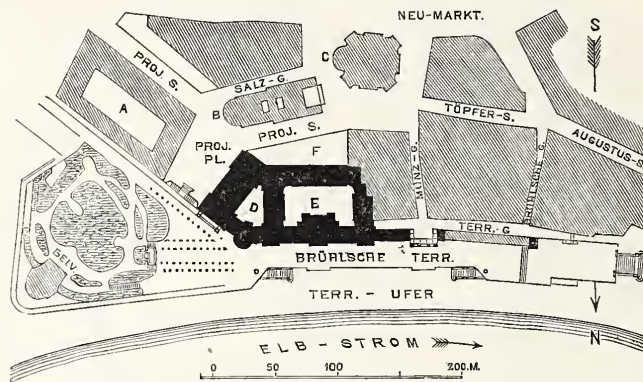 NEU-MARKT.
S
C
PROJ. S.
SALZ-G.
A
B
TÖPFER-S.
PROJ. S.
AUGUSTUS-S
PROJ. PL.
F
MÜNZ-G.
BRÜHLSCHE G.
D
E
TERR.-G
BELV.
BRÜHLSCHE TERR.
TERR.-UFER
N
ELB-STROM
0 50 100 200.M.